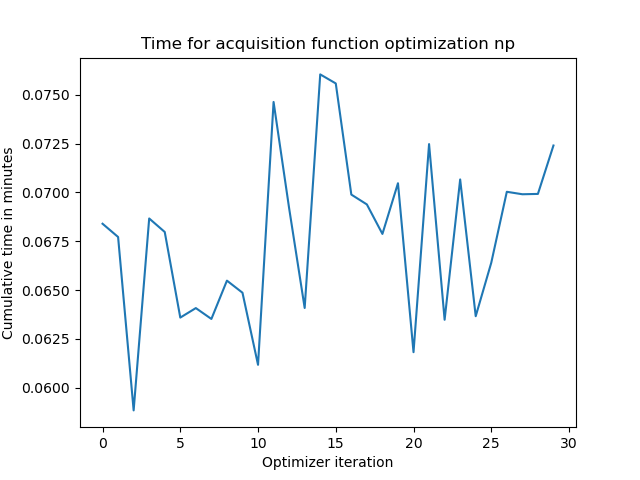 Time for acquisition function optimization np
Cumulative time in minutes
0.0750
0.0725
0.0700
0.0675
0.0650
0.0625
0.0600
0 5 10 15 20 25 30
Optimizer iteration